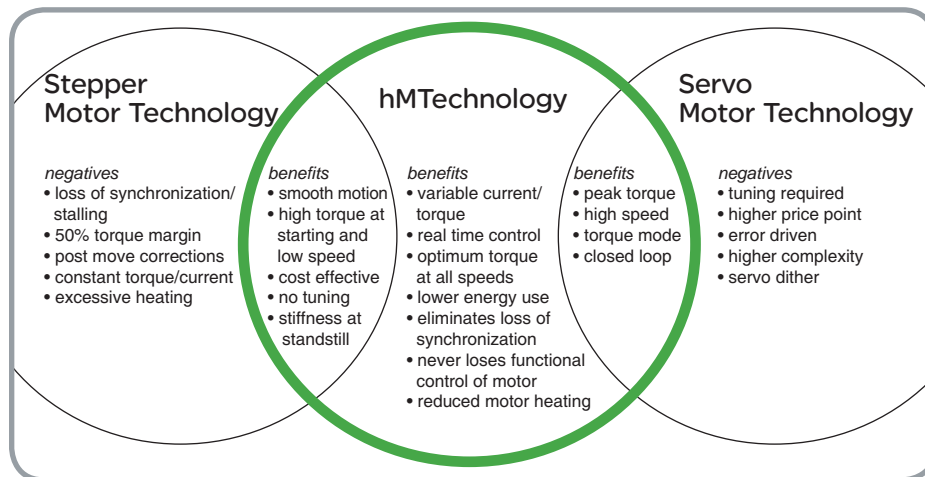 Stepper
Motor Technology
negatives
• loss of synchronization/
stalling
• 50% torque margin
• post move corrections
• constant torque/current
• excessive heating
benefits
• smooth motion
• high torque at
starting and
low speed
• cost effective
• no tuning
• stiffness at
standstill
hMTechnology
benefits
• variable current/
torque
• real time control
• optimum torque
at all speeds
• lower energy use
• eliminates loss of
synchronization
• never loses functional
control of motor
• reduced motor heating
benefits
• peak torque
• high speed
• torque mode
• closed loop
Servo
Motor Technology
negatives
• tuning required
• higher price point
• error driven
• higher complexity
• servo dither